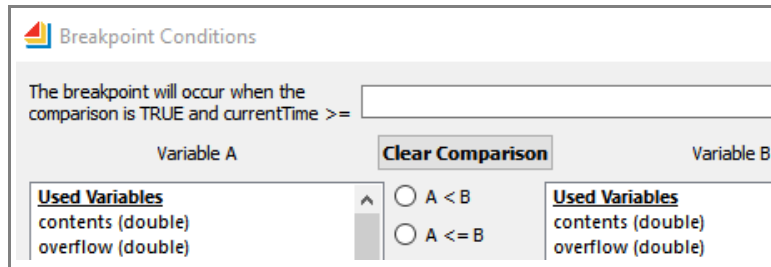 Breakpoint Conditions
The breakpoint will occur when the
comparison is TRUE and currentTime >=
Variable A
Clear Comparison
Variable B
Used Variables
contents (double)
overflow (double)
A < B
A <= B
Used Variables
contents (double)
overflow (double)